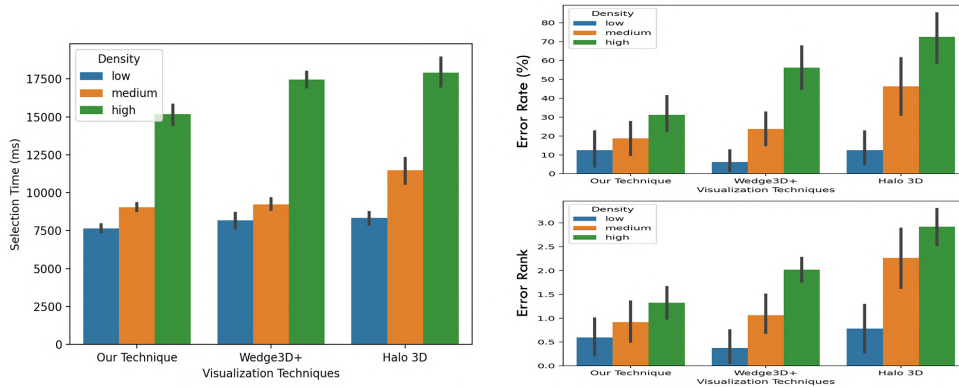 Selection Time (ms)
17500
15000
12500
10000
7500
5000
2500
0
Density
low
medium
high
Our Technique Wedge3D+ Halo 3D
Visualization Techniques
Error Rate (%)
80
70
60
50
40
30
20
10
0
Density
low
medium
high
Our Technique Wedge3D+ Halo 3D
Visualization Techniques
Error Rank
3.0
2.5
2.0
1.5
1.0
0.5
0.0
Density
low
medium
high
Our Technique Wedge3D+ Halo 3D
Visualization Techniques